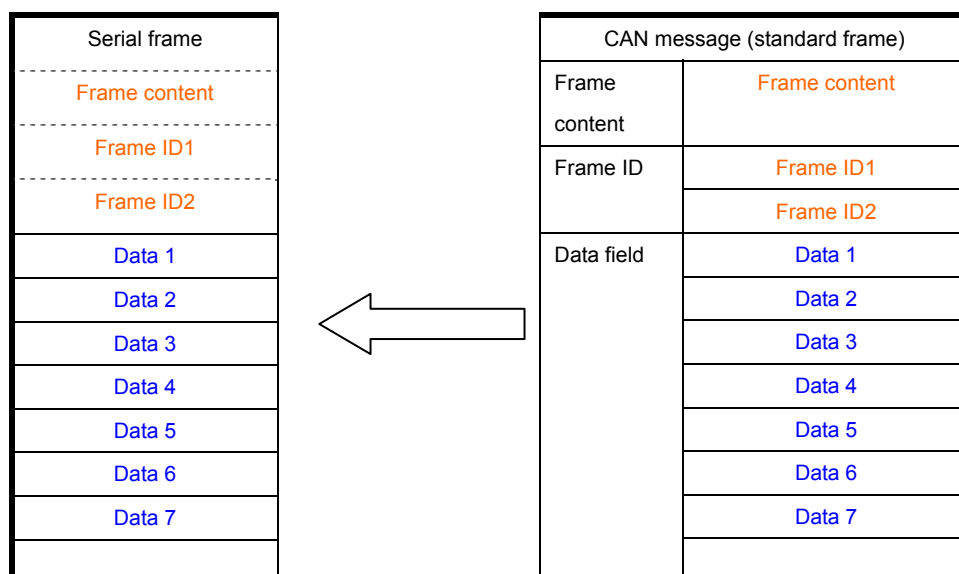 Serial frame
Frame content
Frame ID1
Frame ID2
Data 1
Data 2
Data 3
Data 4
Data 5
Data 6
Data 7
CAN message (standard frame)
Frame
content
Frame content
Frame ID
Frame ID1
Frame ID2
Data field
Data 1
Data 2
Data 3
Data 4
Data 5
Data 6
Data 7